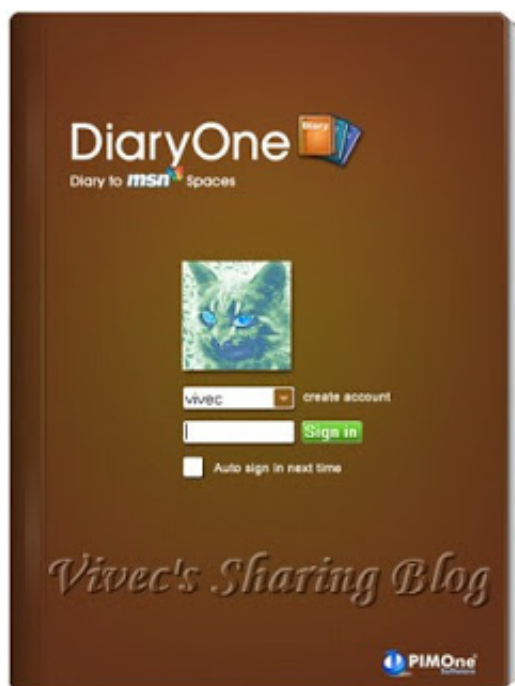 DiaryOne
Diary
Diary to msn Spaces
vivec
create account
Sign in
Auto sign in next time
Vivec's Sharing Blog
PIMOne
Software